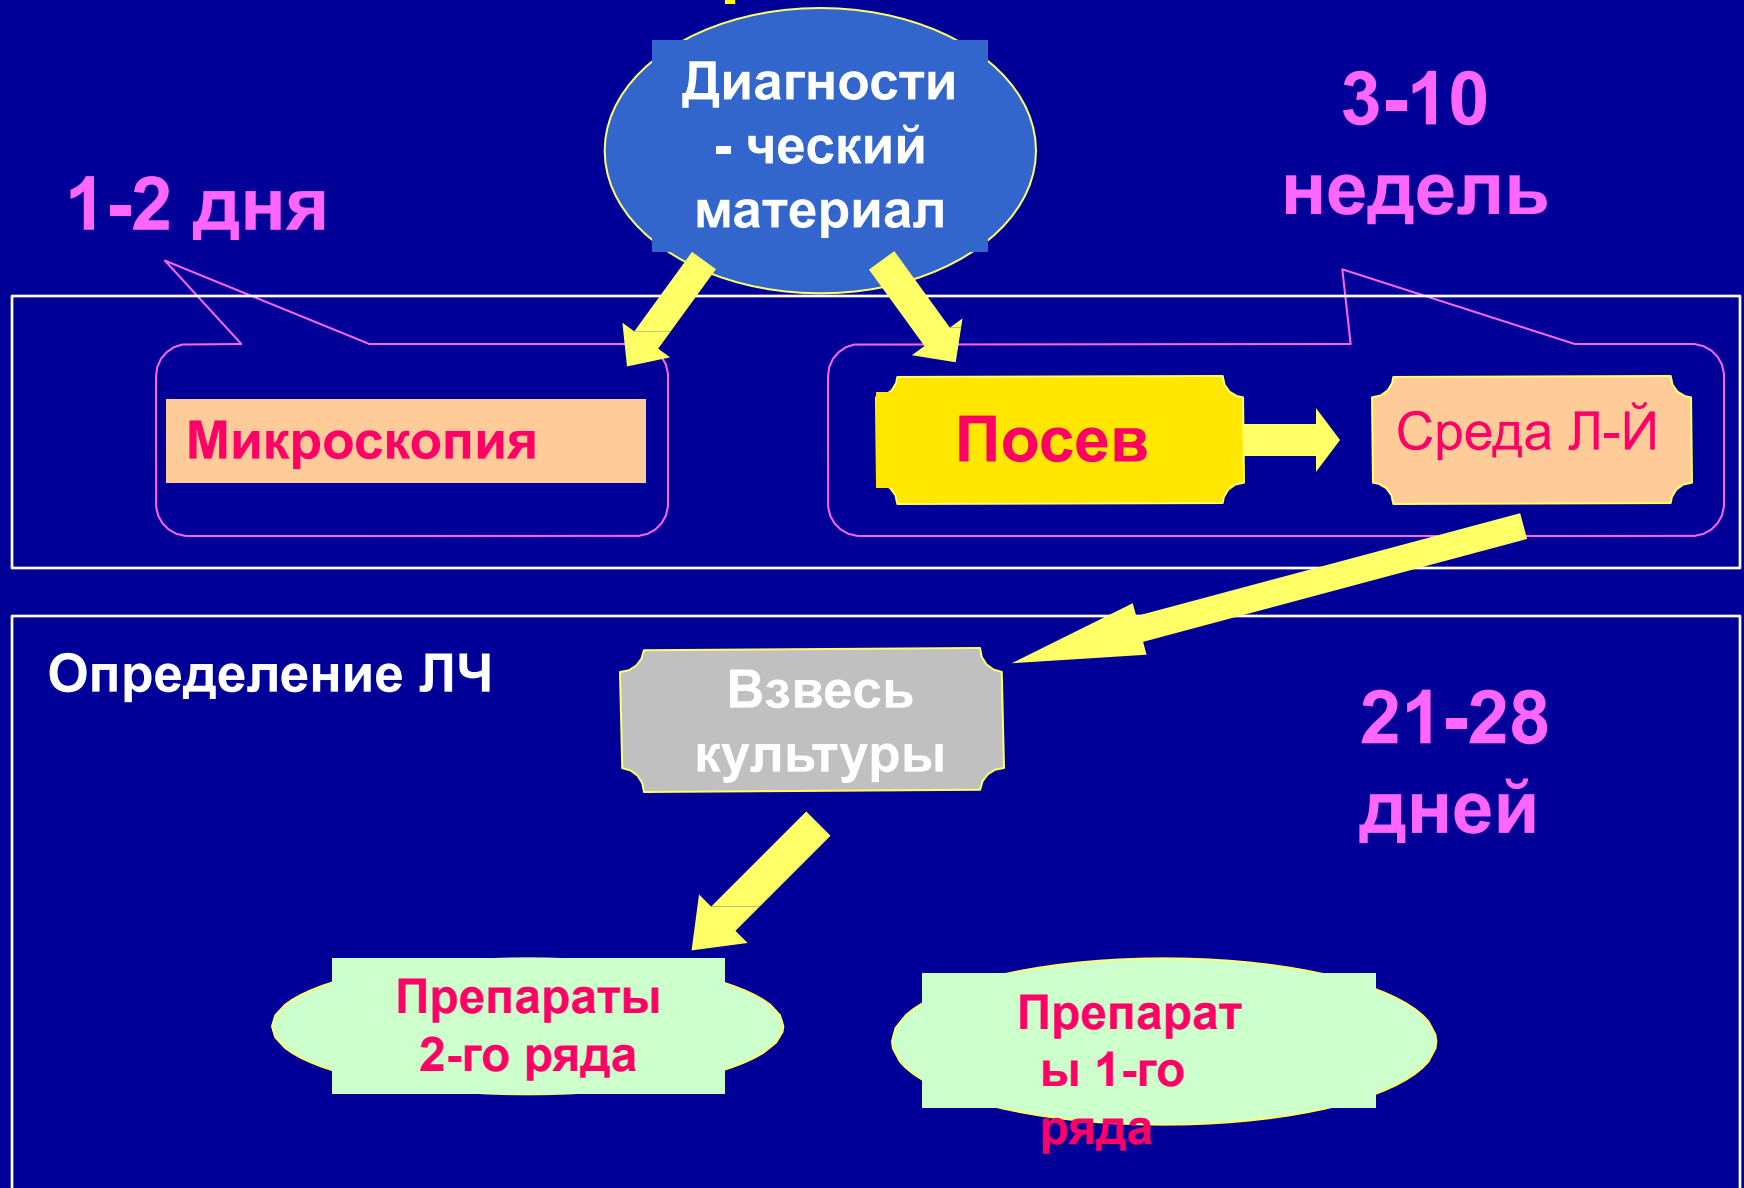 Диагности
- ческий
материал
3-10
недель
1-2 дня
Микроскопия
Посев
Среда Л-Й
Определение ЛЧ
Взвесь
культуры
21-28
дней
Препараты
2-го ряда
Препарат
ы 1-го
ряда